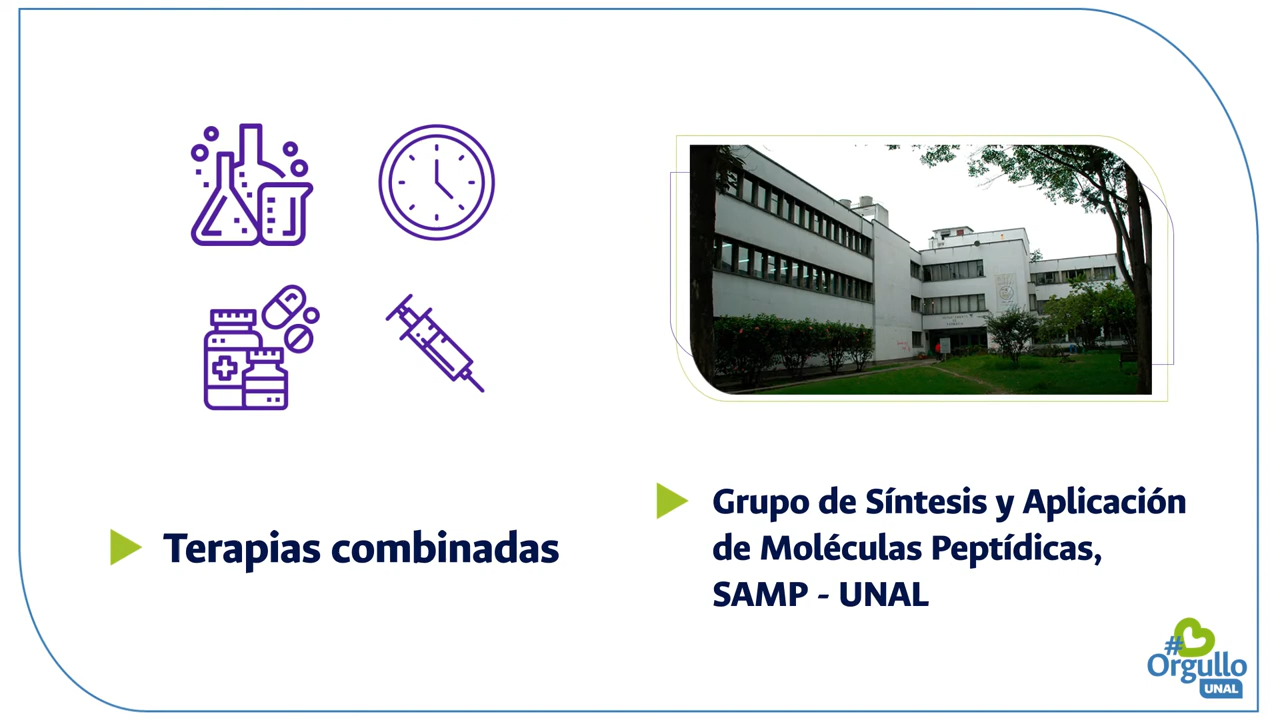 Terapias combinadas
Grupo de Síntesis y Aplicación
de Moléculas Peptídicas,
SAMP - UNAL
#
Orgullo
UNAL